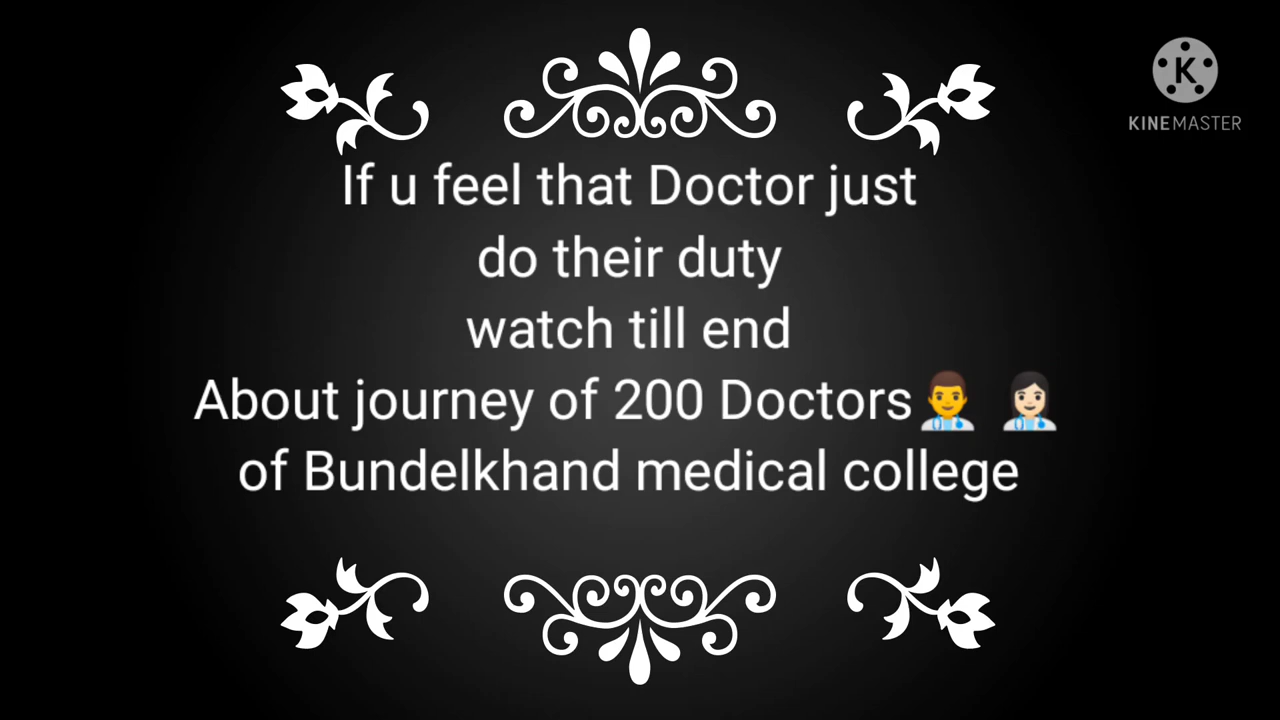 KINEMASTER
If u feel that Doctor just
do their duty
watch till end
About journey of 200 Doctors👨‍⚕️ 👩🏻‍⚕️
of Bundelkhand medical college